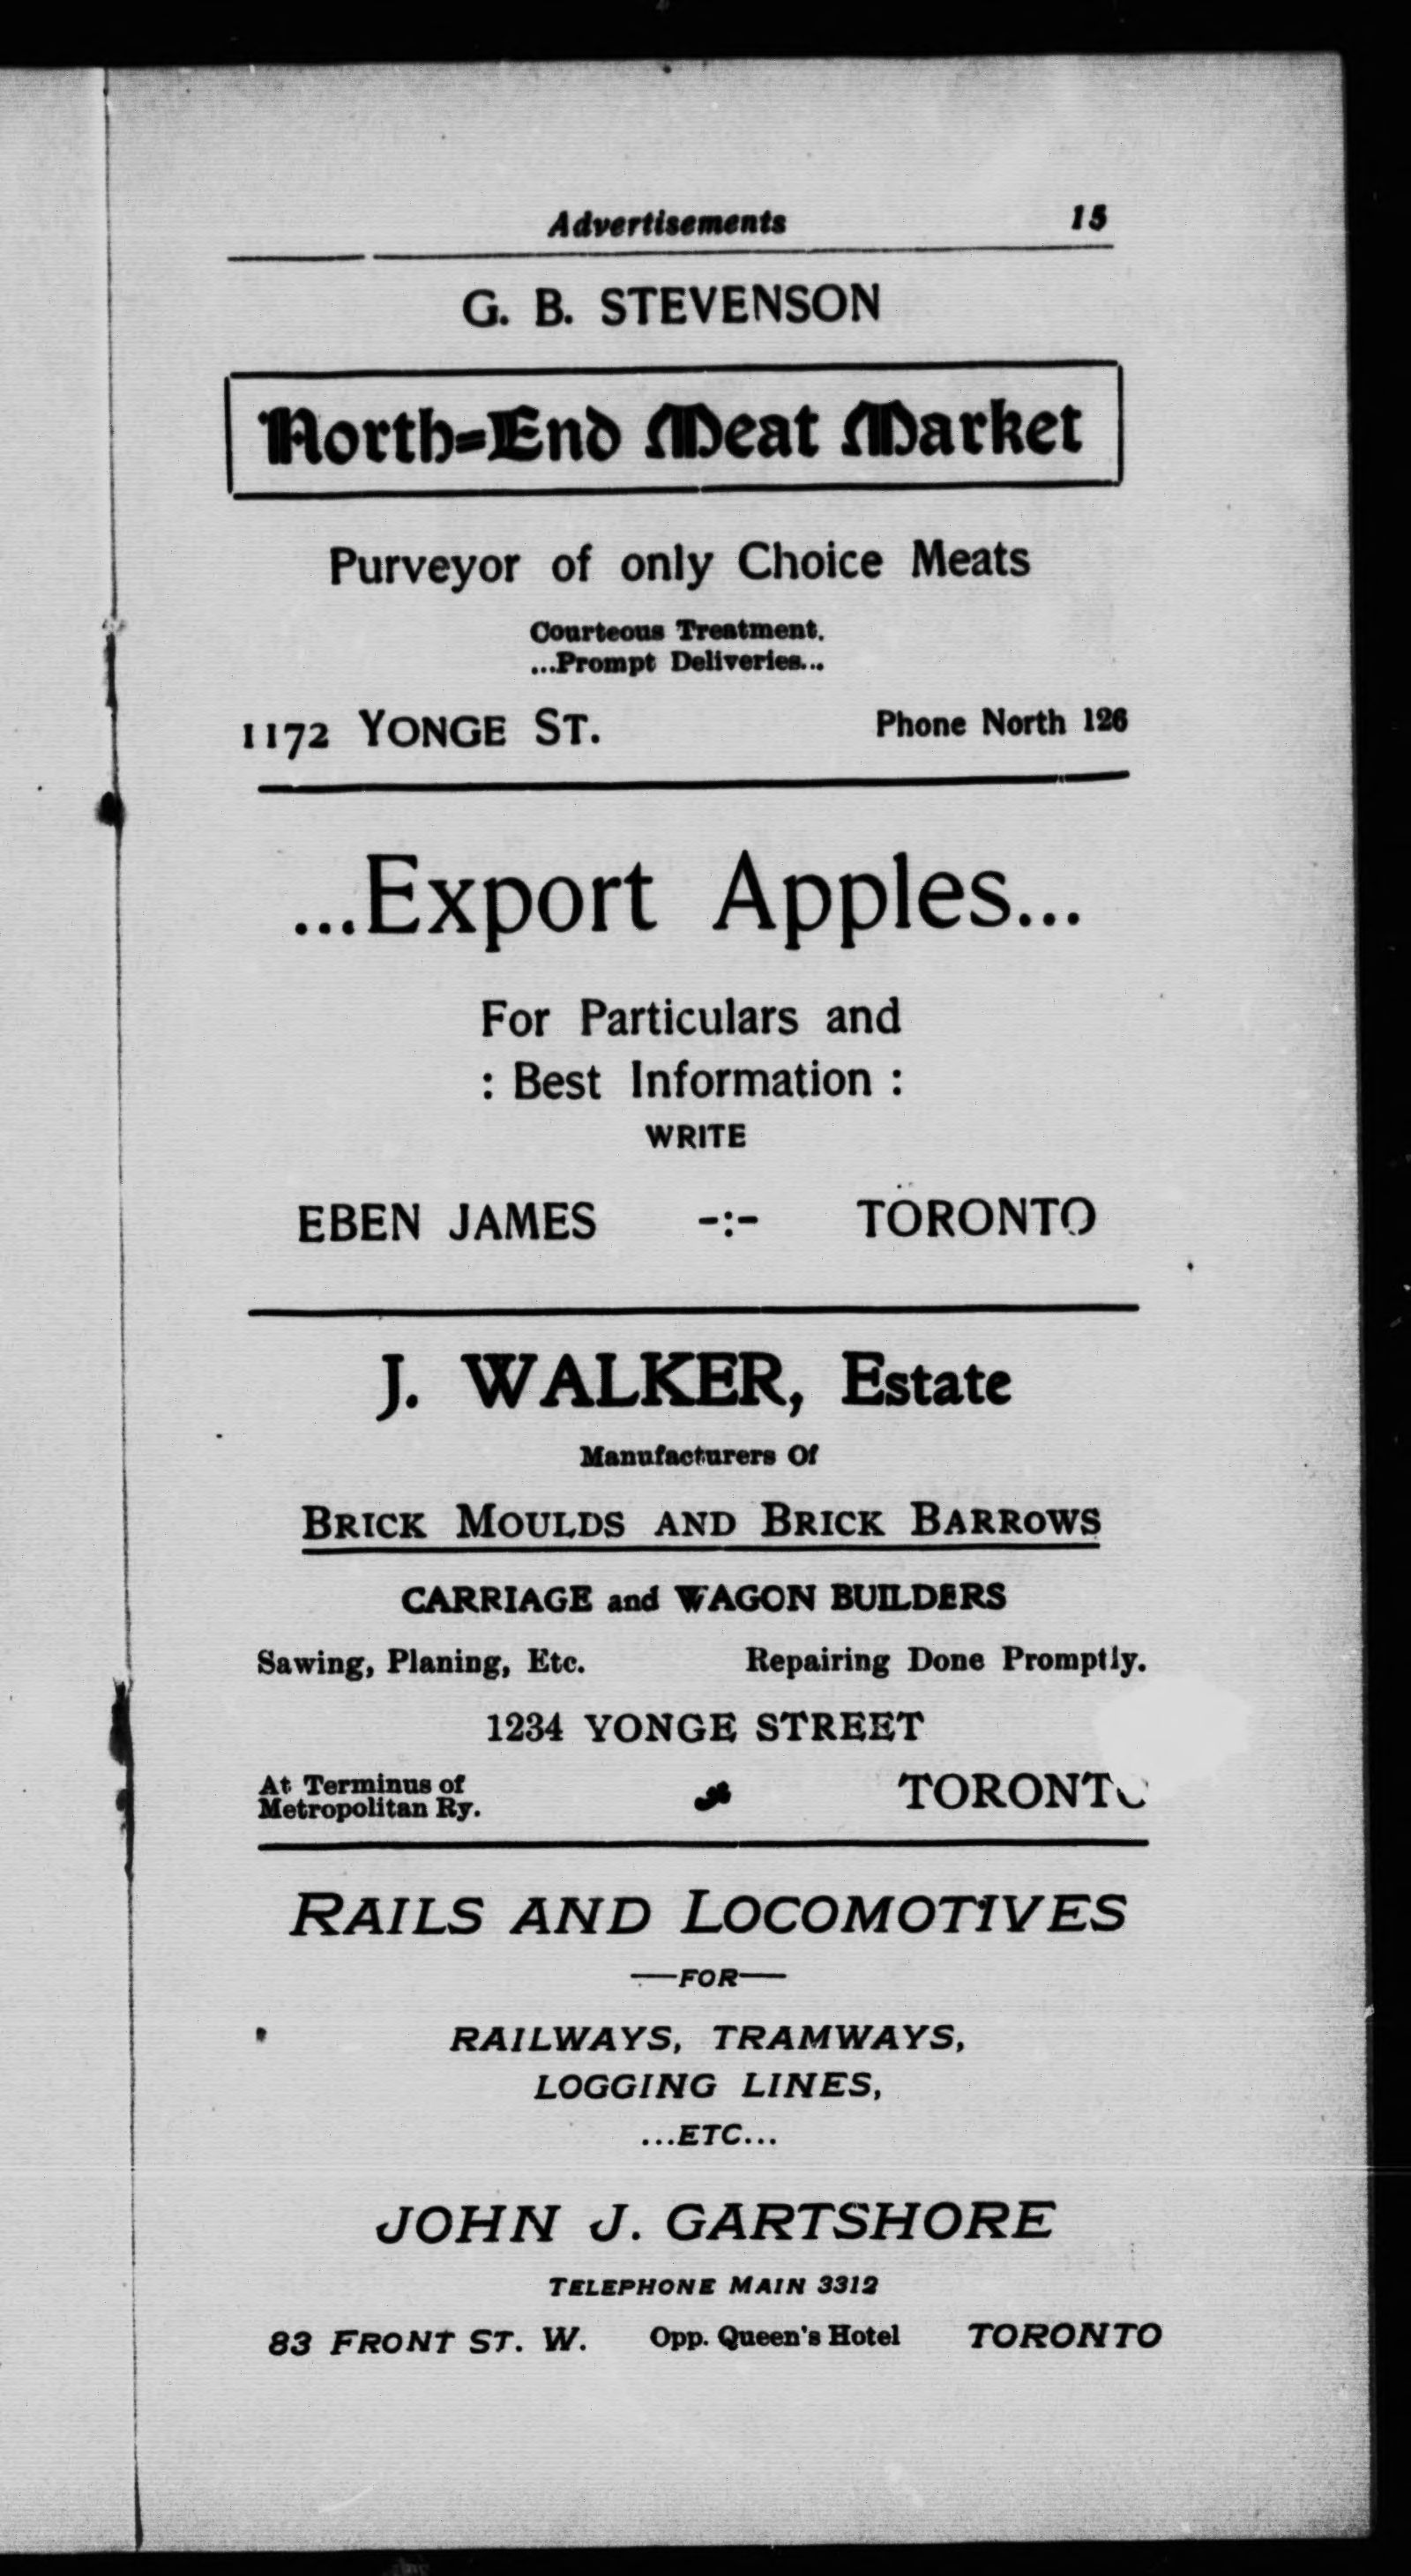 Advertisements 15
G. B. STEVENSON
North-End Meat Market
Purveyor of only Choice Meats
Courteous Treatment.
...Prompt Deliveries...
1172 YONGE ST. Phone North 126
...Export Apples...
For Particulars and
: Best Information :
WRITE
EBEN JAMES -:- TORONTO
J. WALKER, Estate
Manufacturers Of
BRICK MOULDS AND BRICK BARROWS
CARRIAGE and WAGON BUILDERS
Sawing, Planing, Etc. Repairing Done Promptly.
1234 YONGE STREET
At Terminus of
Metropolitan Ry. TORONTO
RAILS AND LOCOMOTIVES
—FOR—
RAILWAYS, TRAMWAYS,
LOGGING LINES,
...ETC...
JOHN J. GARTSHORE
TELEPHONE MAIN 3312
83 FRONT ST. W. Opp. Queen's Hotel TORONTO